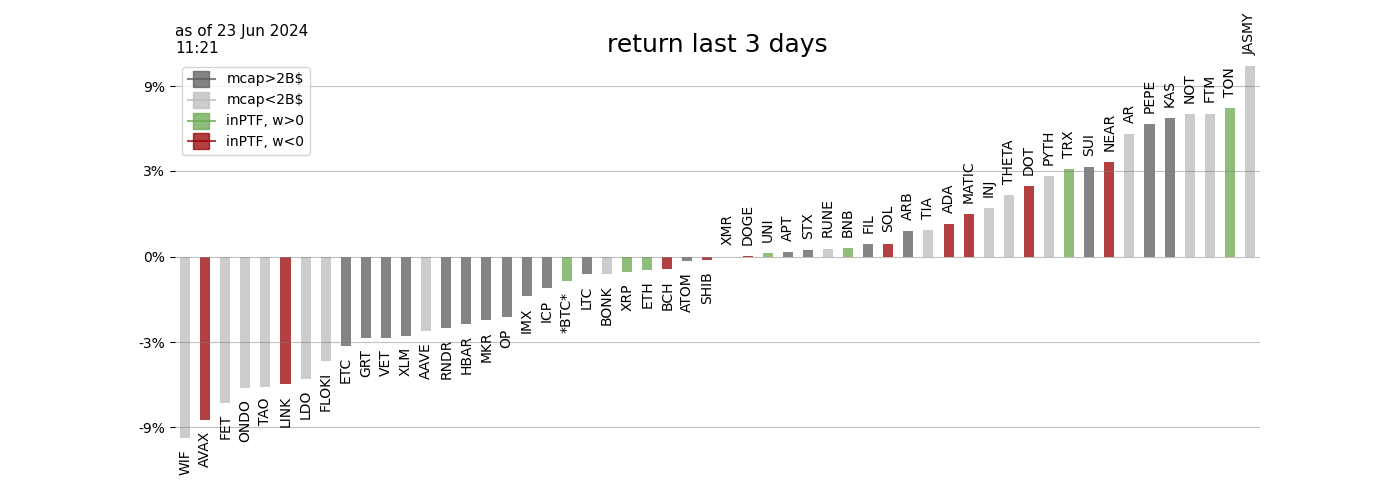 as of 23 Jun 2024
11:21
return last 3 days
mcap>2B$
mcap<2B$
inPTF, w>0
inPTF, w<0
9%
3%
0%
-3%
-9%
WIF
AVAX
FET
ONDO
TAO
LINK
LDO
FLOKI
ETC
GRT
VET
XLM
AAVE
RNDR
HBAR
MKR
OP
IMX
ICP
*BTC*
LTC
BONK
XRP
ETH
BCH
ATOM
SHIB
XMR
DOGE
UNI
APT
STX
RUNE
BNB
FIL
SOL
ARB
TIA
ADA
MATIC
INJ
THETA
DOT
PYTH
TRX
SUI
NEAR
AR
PEPE
KAS
NOT
FTM
TON
JASMY